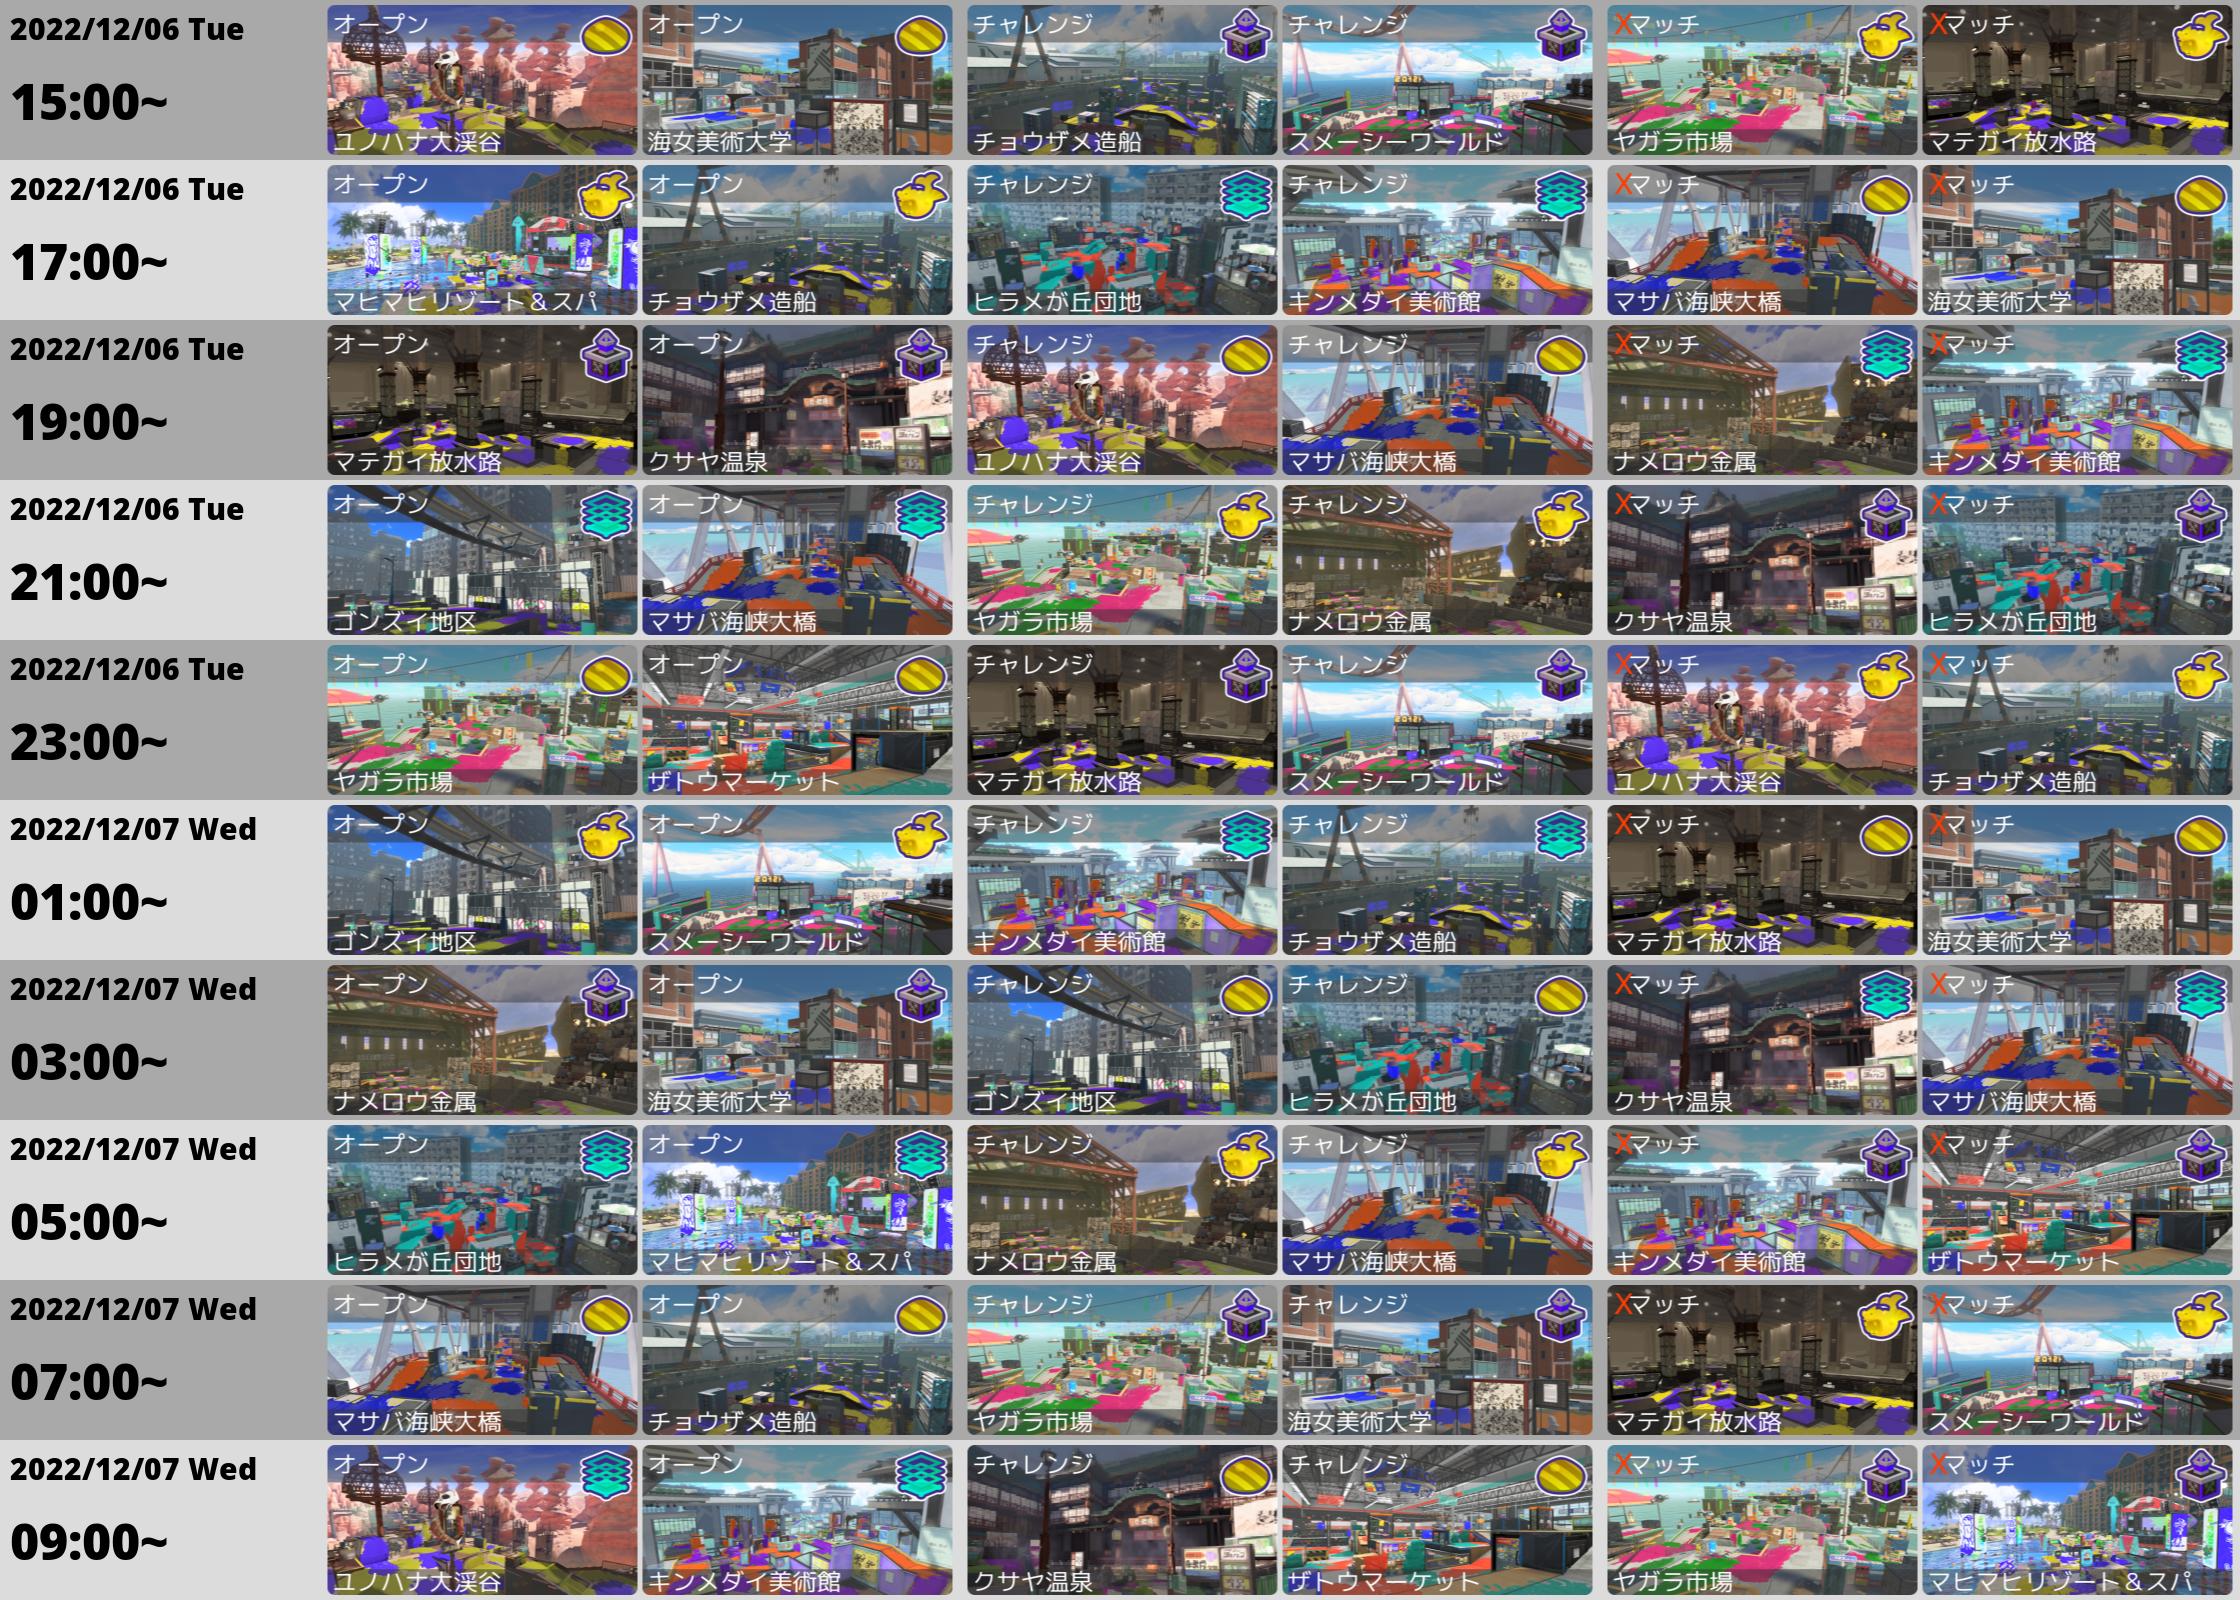 2022/12/06 Tue
15:00~
オープン
ユノハナ大渓谷
オープン
海女美術大学
チャレンジ
チョウザメ造船
チャレンジ
スメーシーワールド
Xマッチ
ヤガラ市場
Xマッチ
マテガイ放水路
2022/12/06 Tue
17:00~
オープン
マヒマヒリゾート&スパ
オープン
チョウザメ造船
チャレンジ
ヒラメが丘団地
チャレンジ
キンメダイ美術館
Xマッチ
マサバ海峡大橋
Xマッチ
海女美術大学
2022/12/06 Tue
19:00~
オープン
マテガイ放水路
オープン
クサヤ温泉
チャレンジ
ユノハナ大渓谷
チャレンジ
マサバ海峡大橋
Xマッチ
ナメロウ金属
Xマッチ
キンメダイ美術館
2022/12/06 Tue
21:00~
オープン
ゴンズイ地区
オープン
マサバ海峡大橋
チャレンジ
ヤガラ市場
チャレンジ
ナメロウ金属
Xマッチ
クサヤ温泉
Xマッチ
ヒラメが丘団地
2022/12/06 Tue
23:00~
オープン
ヤガラ市場
オープン
ザトウマーケット
チャレンジ
マテガイ放水路
チャレンジ
スメーシーワールド
Xマッチ
ユノハナ大渓谷
Xマッチ
チョウザメ造船
2022/12/07 Wed
01:00~
オープン
ゴンズイ地区
オープン
スメーシーワールド
チャレンジ
キンメダイ美術館
チャレンジ
チョウザメ造船
Xマッチ
マテガイ放水路
Xマッチ
海女美術大学
2022/12/07 Wed
03:00~
オープン
ナメロウ金属
オープン
海女美術大学
チャレンジ
ゴンズイ地区
チャレンジ
ヒラメが丘団地
Xマッチ
クサヤ温泉
Xマッチ
マサバ海峡大橋
2022/12/07 Wed
05:00~
オープン
ヒラメが丘団地
オープン
マヒマヒリゾート&スパ
チャレンジ
ナメロウ金属
チャレンジ
マサバ海峡大橋
Xマッチ
キンメダイ美術館
Xマッチ
ザトウマーケット
2022/12/07 Wed
07:00~
オープン
マサバ海峡大橋
オープン
チョウザメ造船
チャレンジ
ヤガラ市場
チャレンジ
海女美術大学
Xマッチ
マテガイ放水路
Xマッチ
スメーシーワールド
2022/12/07 Wed
09:00~
オープン
ユノハナ大渓谷
オープン
キンメダイ美術館
チャレンジ
クサヤ温泉
チャレンジ
ザトウマーケット
Xマッチ
ヤガラ市場
Xマッチ
マヒマヒリゾート&スパ